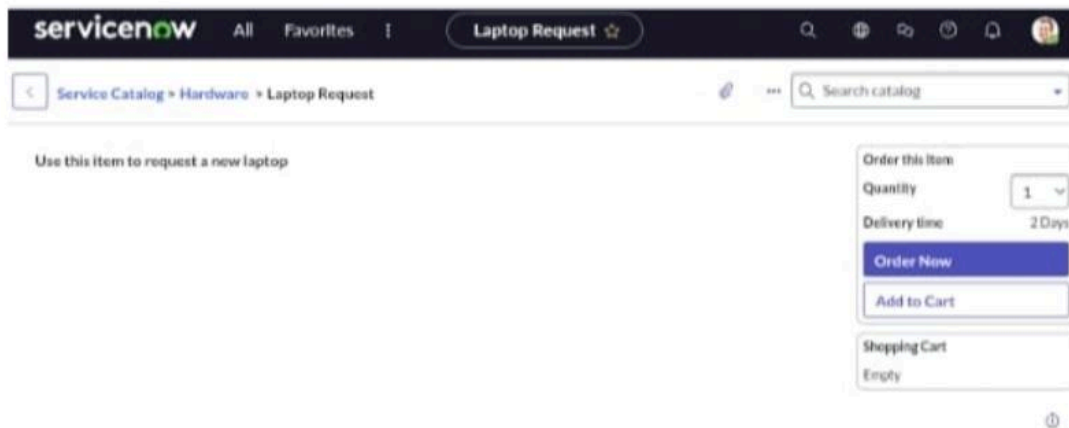 servicenow All Favorites Laptop Request
Service Catalog > Hardware > Laptop Request
Search catalog
Use this item to request a new laptop
Order this Item
Quantity 1
Delivery time 2 Days
Order Now
Add to Cart
Shopping Cart
Empty